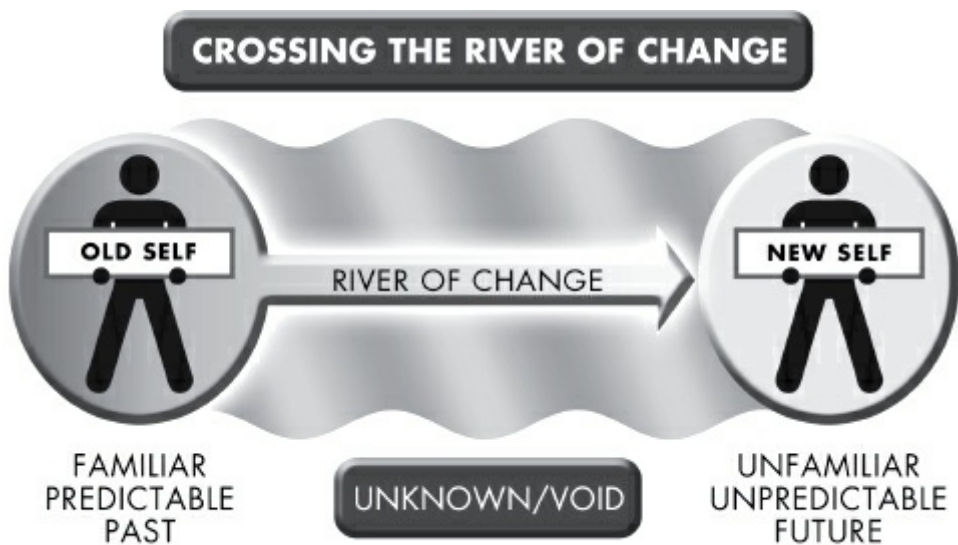 CROSSING THE RIVER OF CHANGE
OLD SELF
RIVER OF CHANGE
NEW SELF
FAMILIAR
PREDICTABLE
PAST
UNKNOWN/VOID
UNFAMILIAR
UNPREDICTABLE
FUTURE